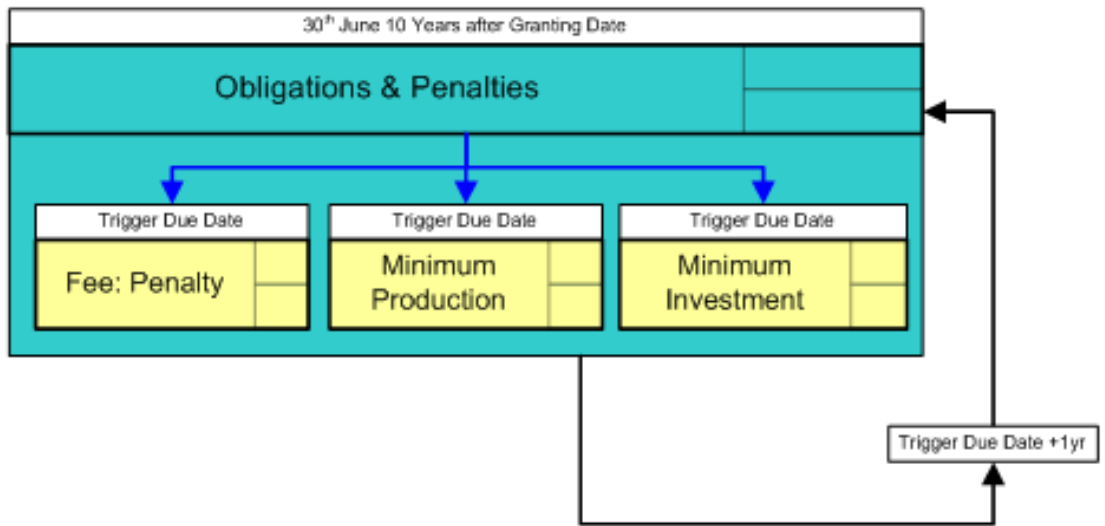 30th June 10 Years after Granting Date
Obligations & Penalties
Trigger Due Date
Fee: Penalty
Trigger Due Date
Minimum
Production
Trigger Due Date
Minimum
Investment
Trigger Due Date +1yr